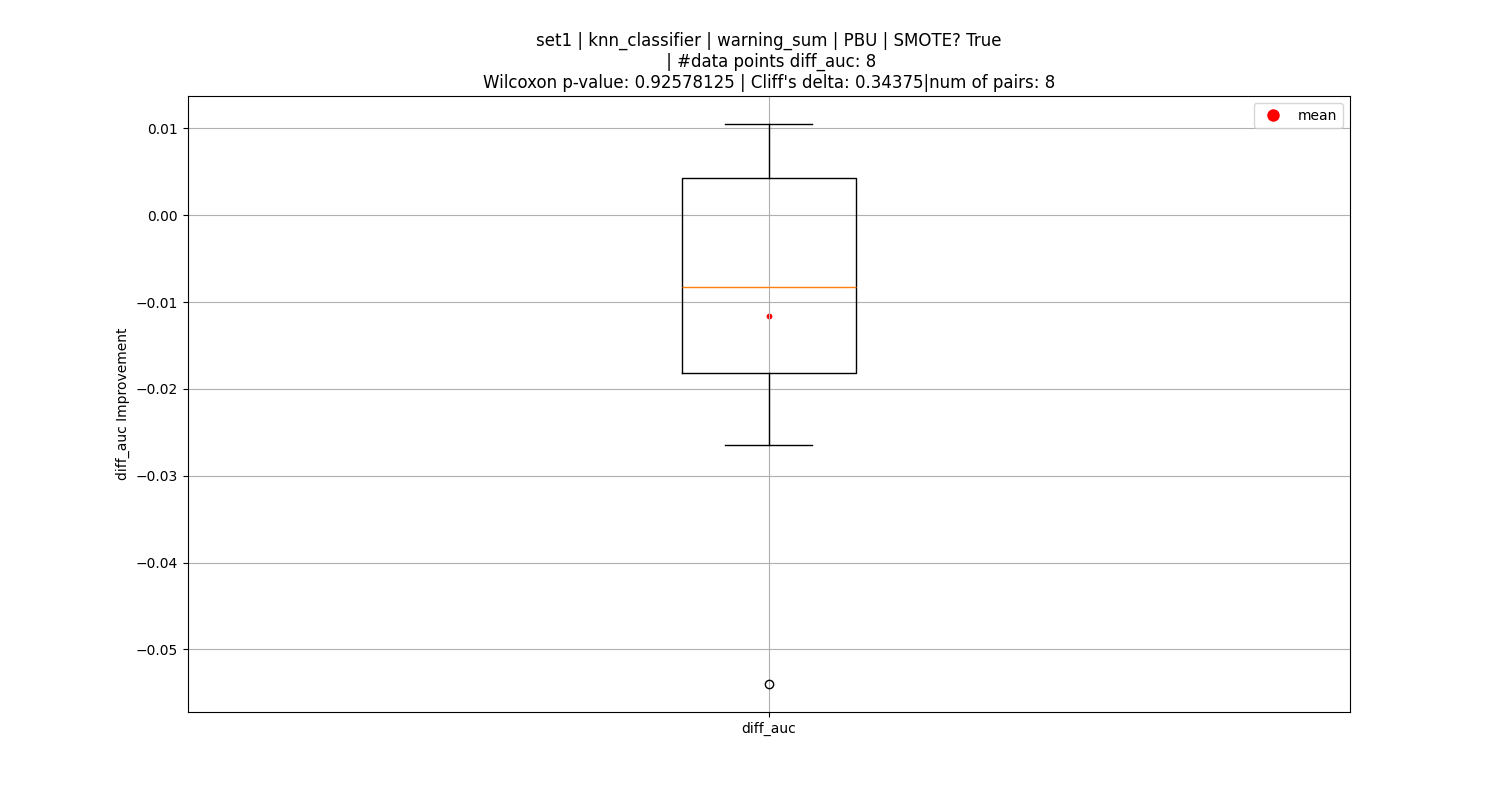 set1 | knn_classifier | warning_sum | PBU | SMOTE? True
| #data points diff_auc: 8
Wilcoxon p-value: 0.92578125 | Cliff's delta: 0.34375|num of pairs: 8
mean
0.01
0.00
−0.01
−0.02
−0.03
−0.04
−0.05
diff_auc Improvement
diff_auc